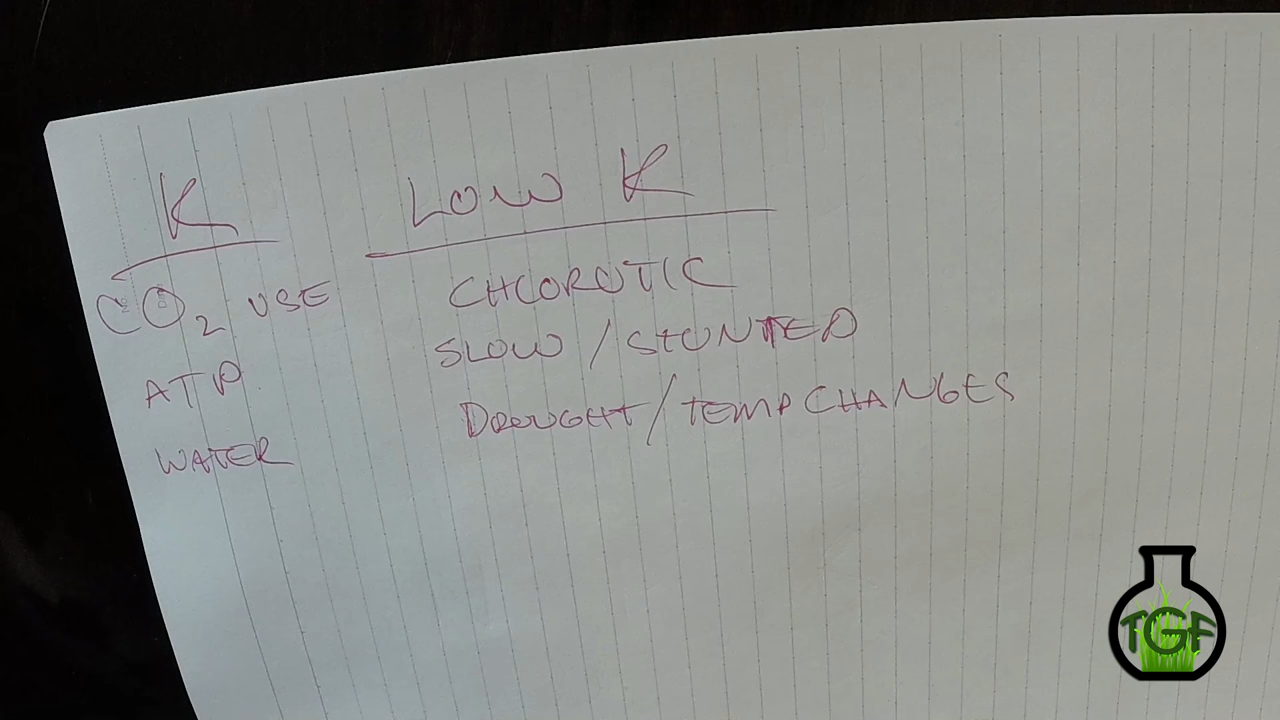 K
LOW K
CO2 USE
CHLOROTIC
ATP
SLOW / STUNTED
WATER
DROUGHT / TEMP CHANGES
TGF